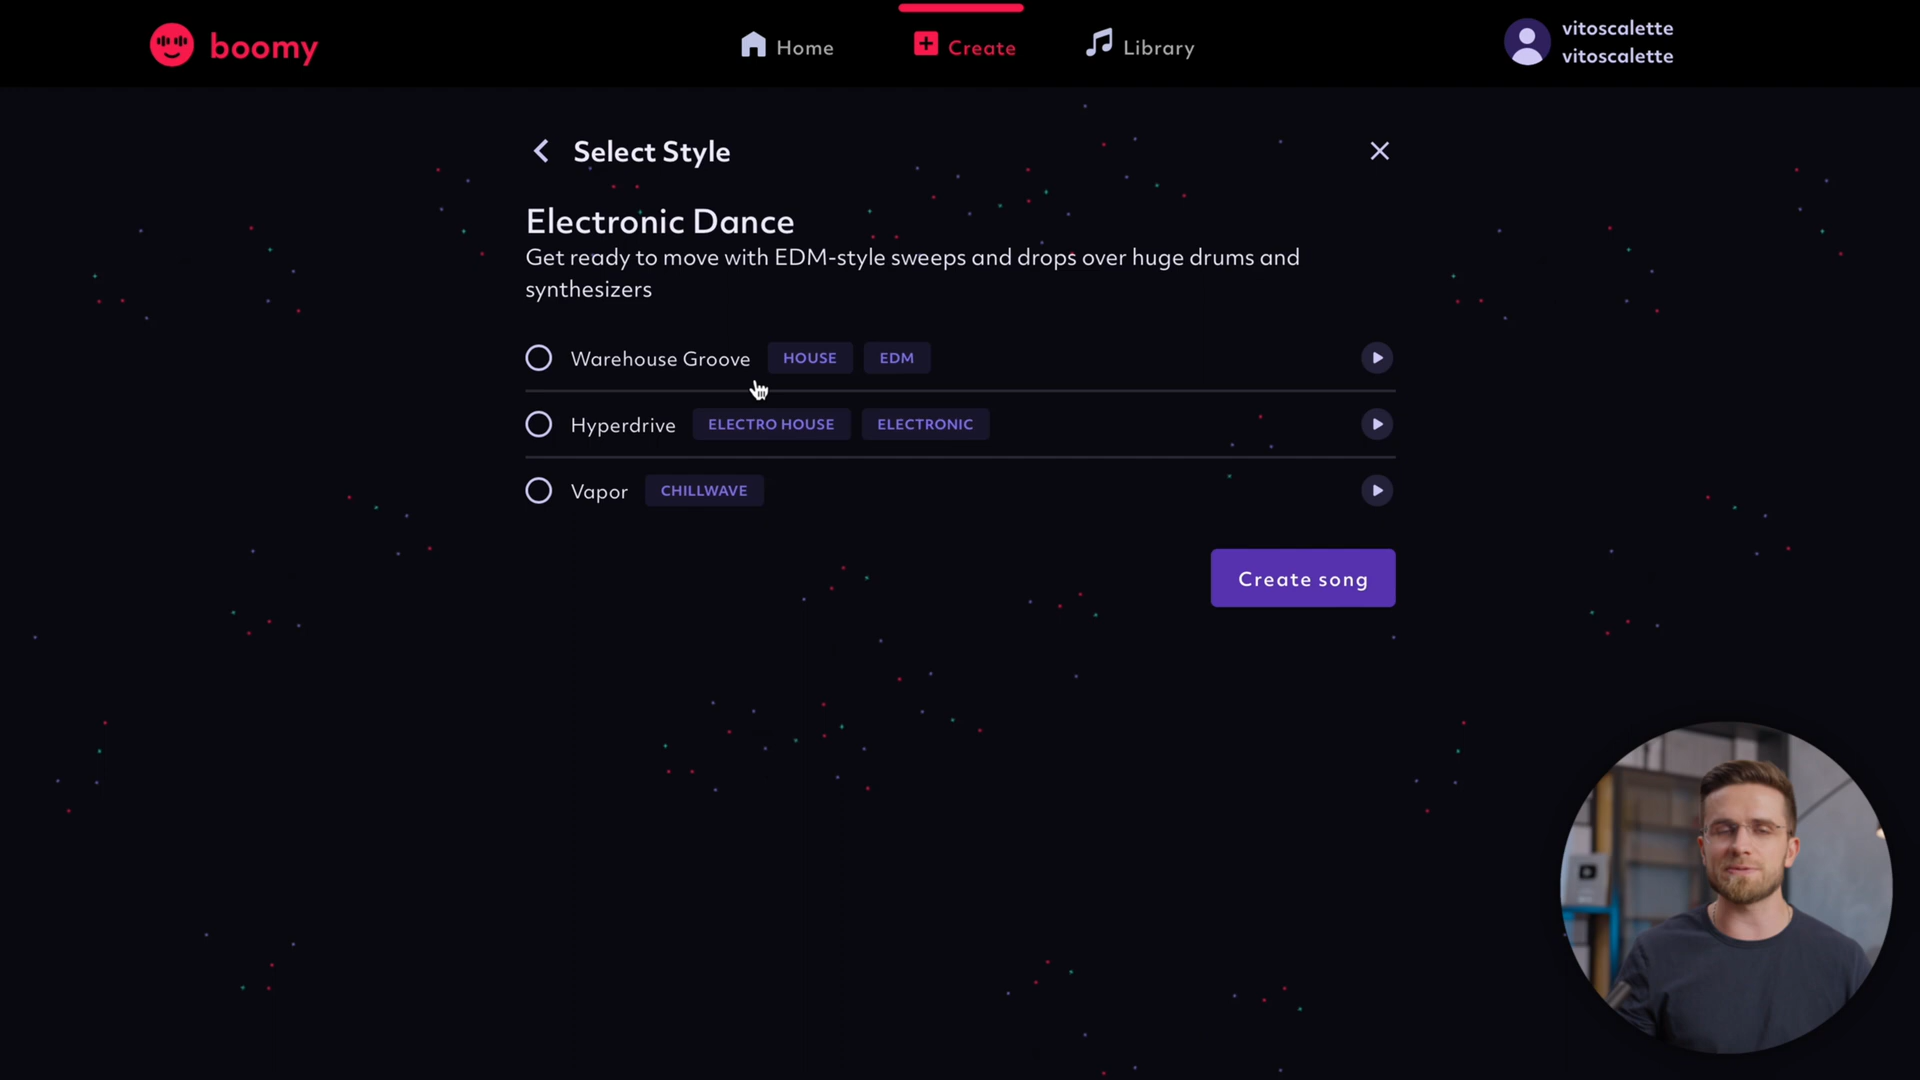 boomy
Home
Create
Library
vitoscalette
vitoscalette
Select Style
Electronic Dance
Get ready to move with EDM-style sweeps and drops over huge drums and
synthesizers
Warehouse Groove HOUSE EDM
Hyperdrive ELECTRO HOUSE ELECTRONIC
Vapor CHILLWAVE
Create song